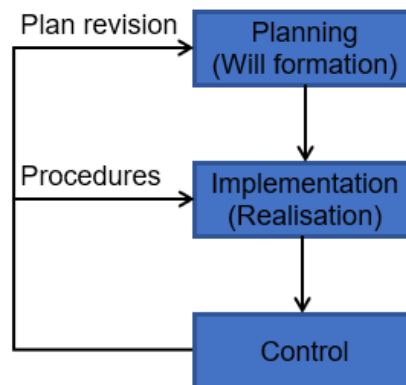 Plan revision
Planning
(Will formation)
Procedures
Implementation
(Realisation)
Control